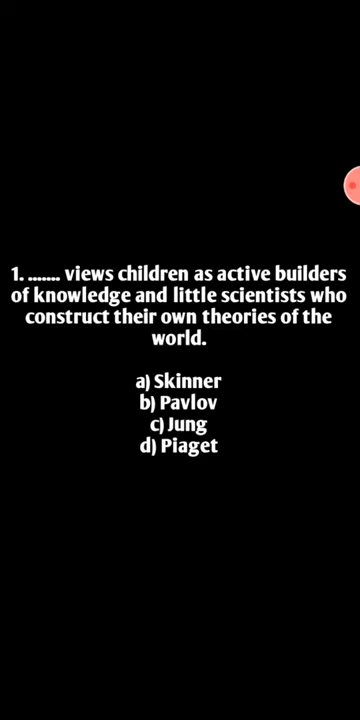 1. ....... views children as active builders
of knowledge and little scientists who
construct their own theories of the
world.
a) Skinner
b) Pavlov
c) Jung
d) Piaget